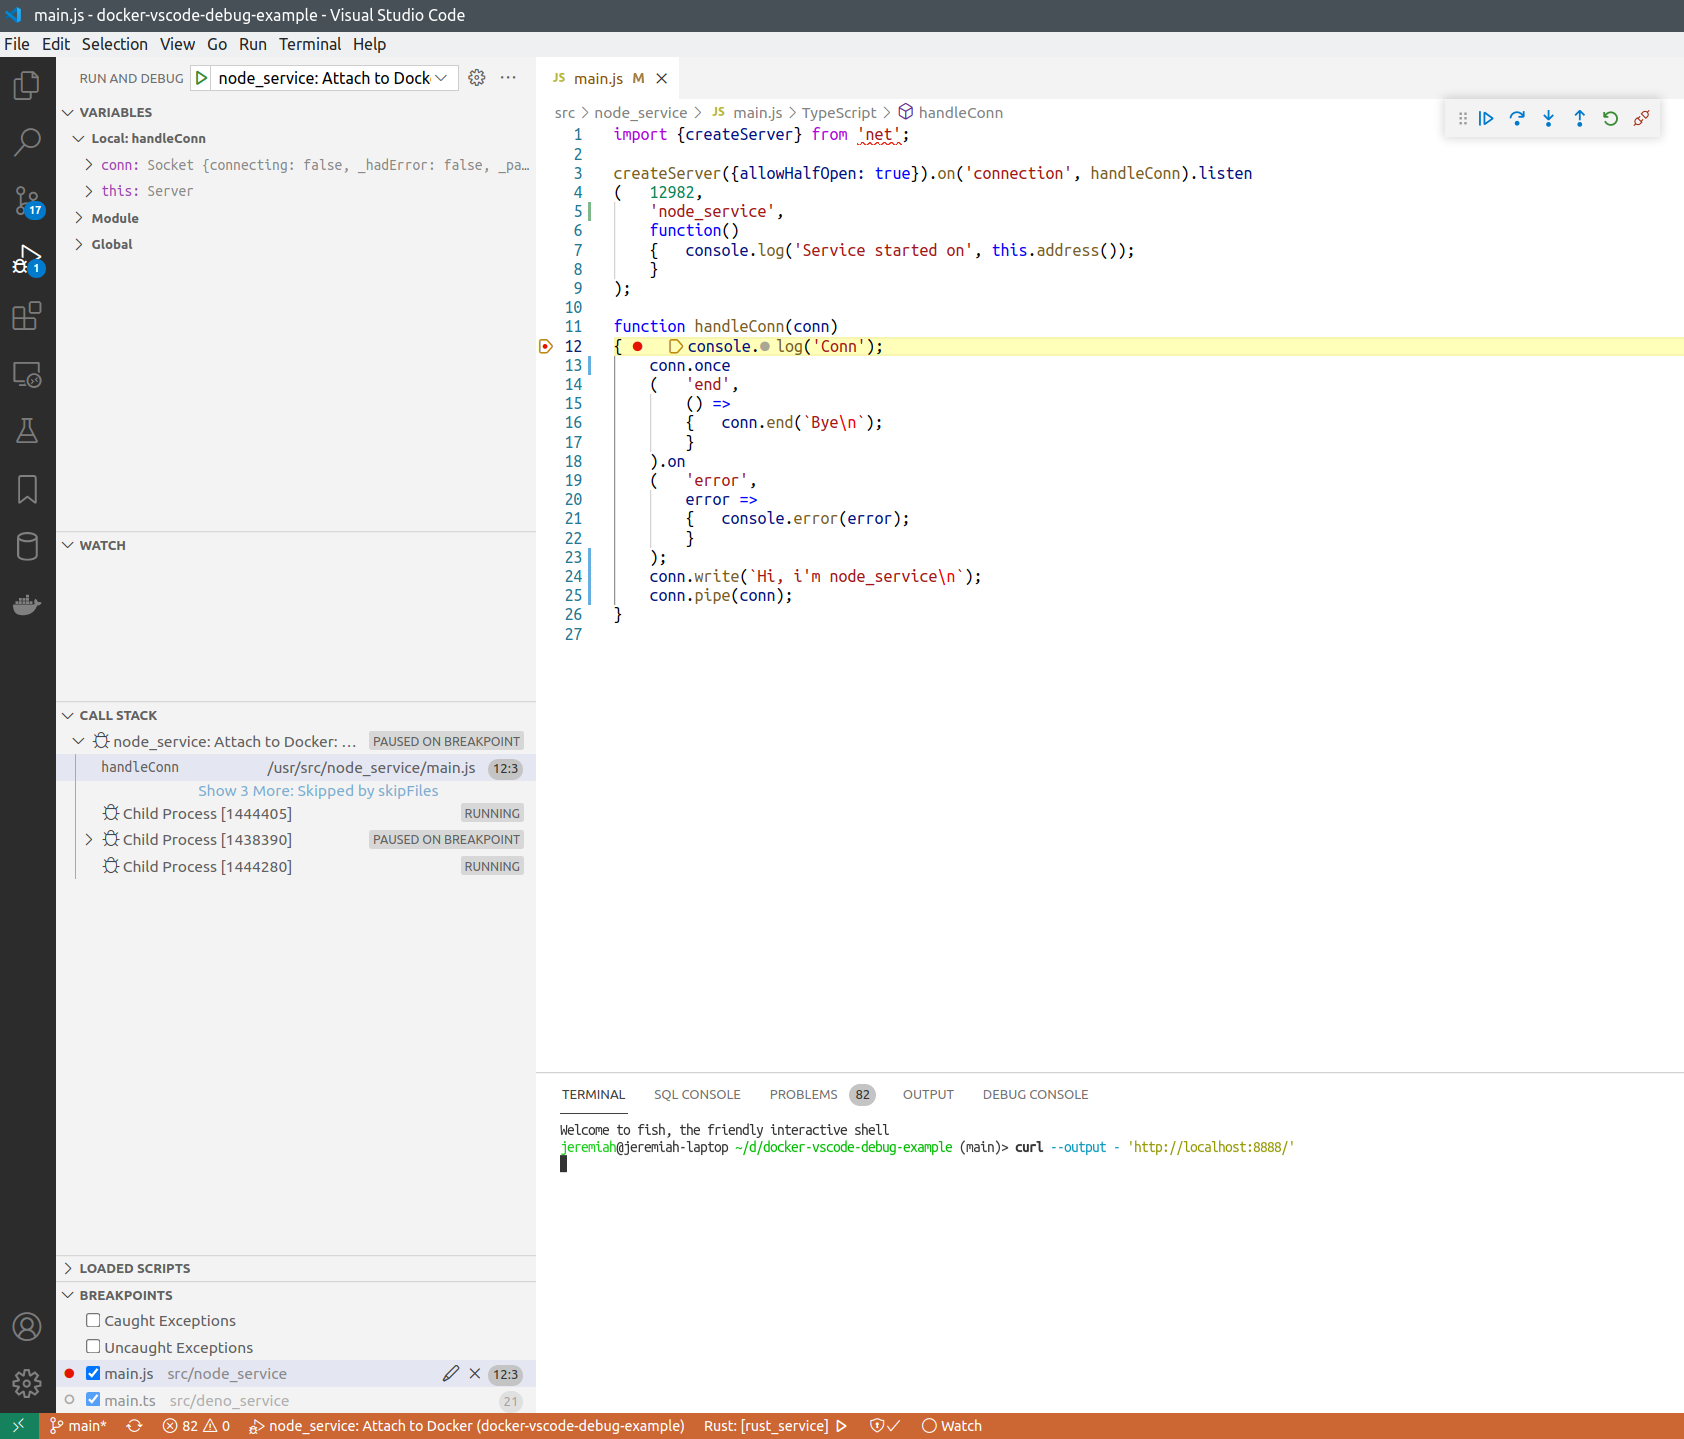 main.js - docker-vscode-debug-example - Visual Studio Code
File Edit Selection View Go Run Terminal Help
RUN AND DEBUG node_service: Attach to Dock ···
VARIABLES
Local: handleConn
conn: Socket {connecting: false, _hadError: false, _pa…
this: Server
Module
Global
17
1
WATCH
CALL STACK
node_service: Attach to Docker: … PAUSED ON BREAKPOINT
handleConn /usr/src/node_service/main.js 12:3
Show 3 More: Skipped by skipFiles
Child Process [1444405] RUNNING
Child Process [1438390] PAUSED ON BREAKPOINT
Child Process [1444280] RUNNING
LOADED SCRIPTS
BREAKPOINTS
Caught Exceptions
Uncaught Exceptions
main.js src/node_service 12:3
main.ts src/deno_service 21
JS main.js M
src > node_service > JS main.js > TypeScript > handleConn
1 import {createServer} from 'net';
2
3 createServer({allowHalfOpen: true}).on('connection', handleConn).listen
4 (   12982,
5     'node_service',
6     function()
7     {   console.log('Service started on', this.address());
8     }
9 );
10
11 function handleConn(conn)
12 {   console.log('Conn');
13     conn.once
14     (   'end',
15         () =>
16         {   conn.end(`Bye\n`);
17         }
18     ).on
19     (   'error',
20         error =>
21         {   console.error(error);
22         }
23     );
24     conn.write(`Hi, i'm node_service\n`);
25     conn.pipe(conn);
26 }
27
TERMINAL SQL CONSOLE PROBLEMS 82 OUTPUT DEBUG CONSOLE
Welcome to fish, the friendly interactive shell
jeremiah@jeremiah-laptop ~/d/docker-vscode-debug-example (main)> curl --output - 'http://localhost:8888/'
main* 82 0 node_service: Attach to Docker (docker-vscode-debug-example) Rust: [rust_service] Watch